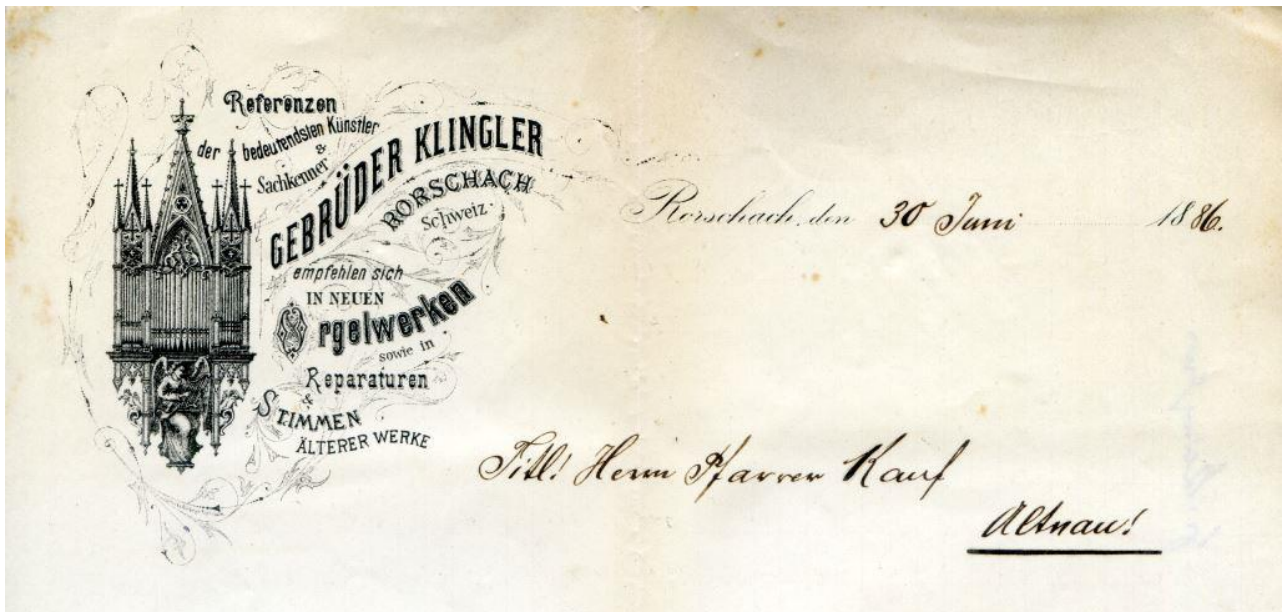 Referenzen
der bedeutendsten Künstler
&
Sachkenner
GEBRÜDER KLINGLER
RORSCHACH
Schweiz.
empfehlen sich
IN NEUEN
Orgelwerken
sowie in
Reparaturen
&
STIMMEN
ÄLTERER WERKE
Rorschach, den 30 Juni 1886.
Titl! Herrn Pfarrer Kauf
Altnau!